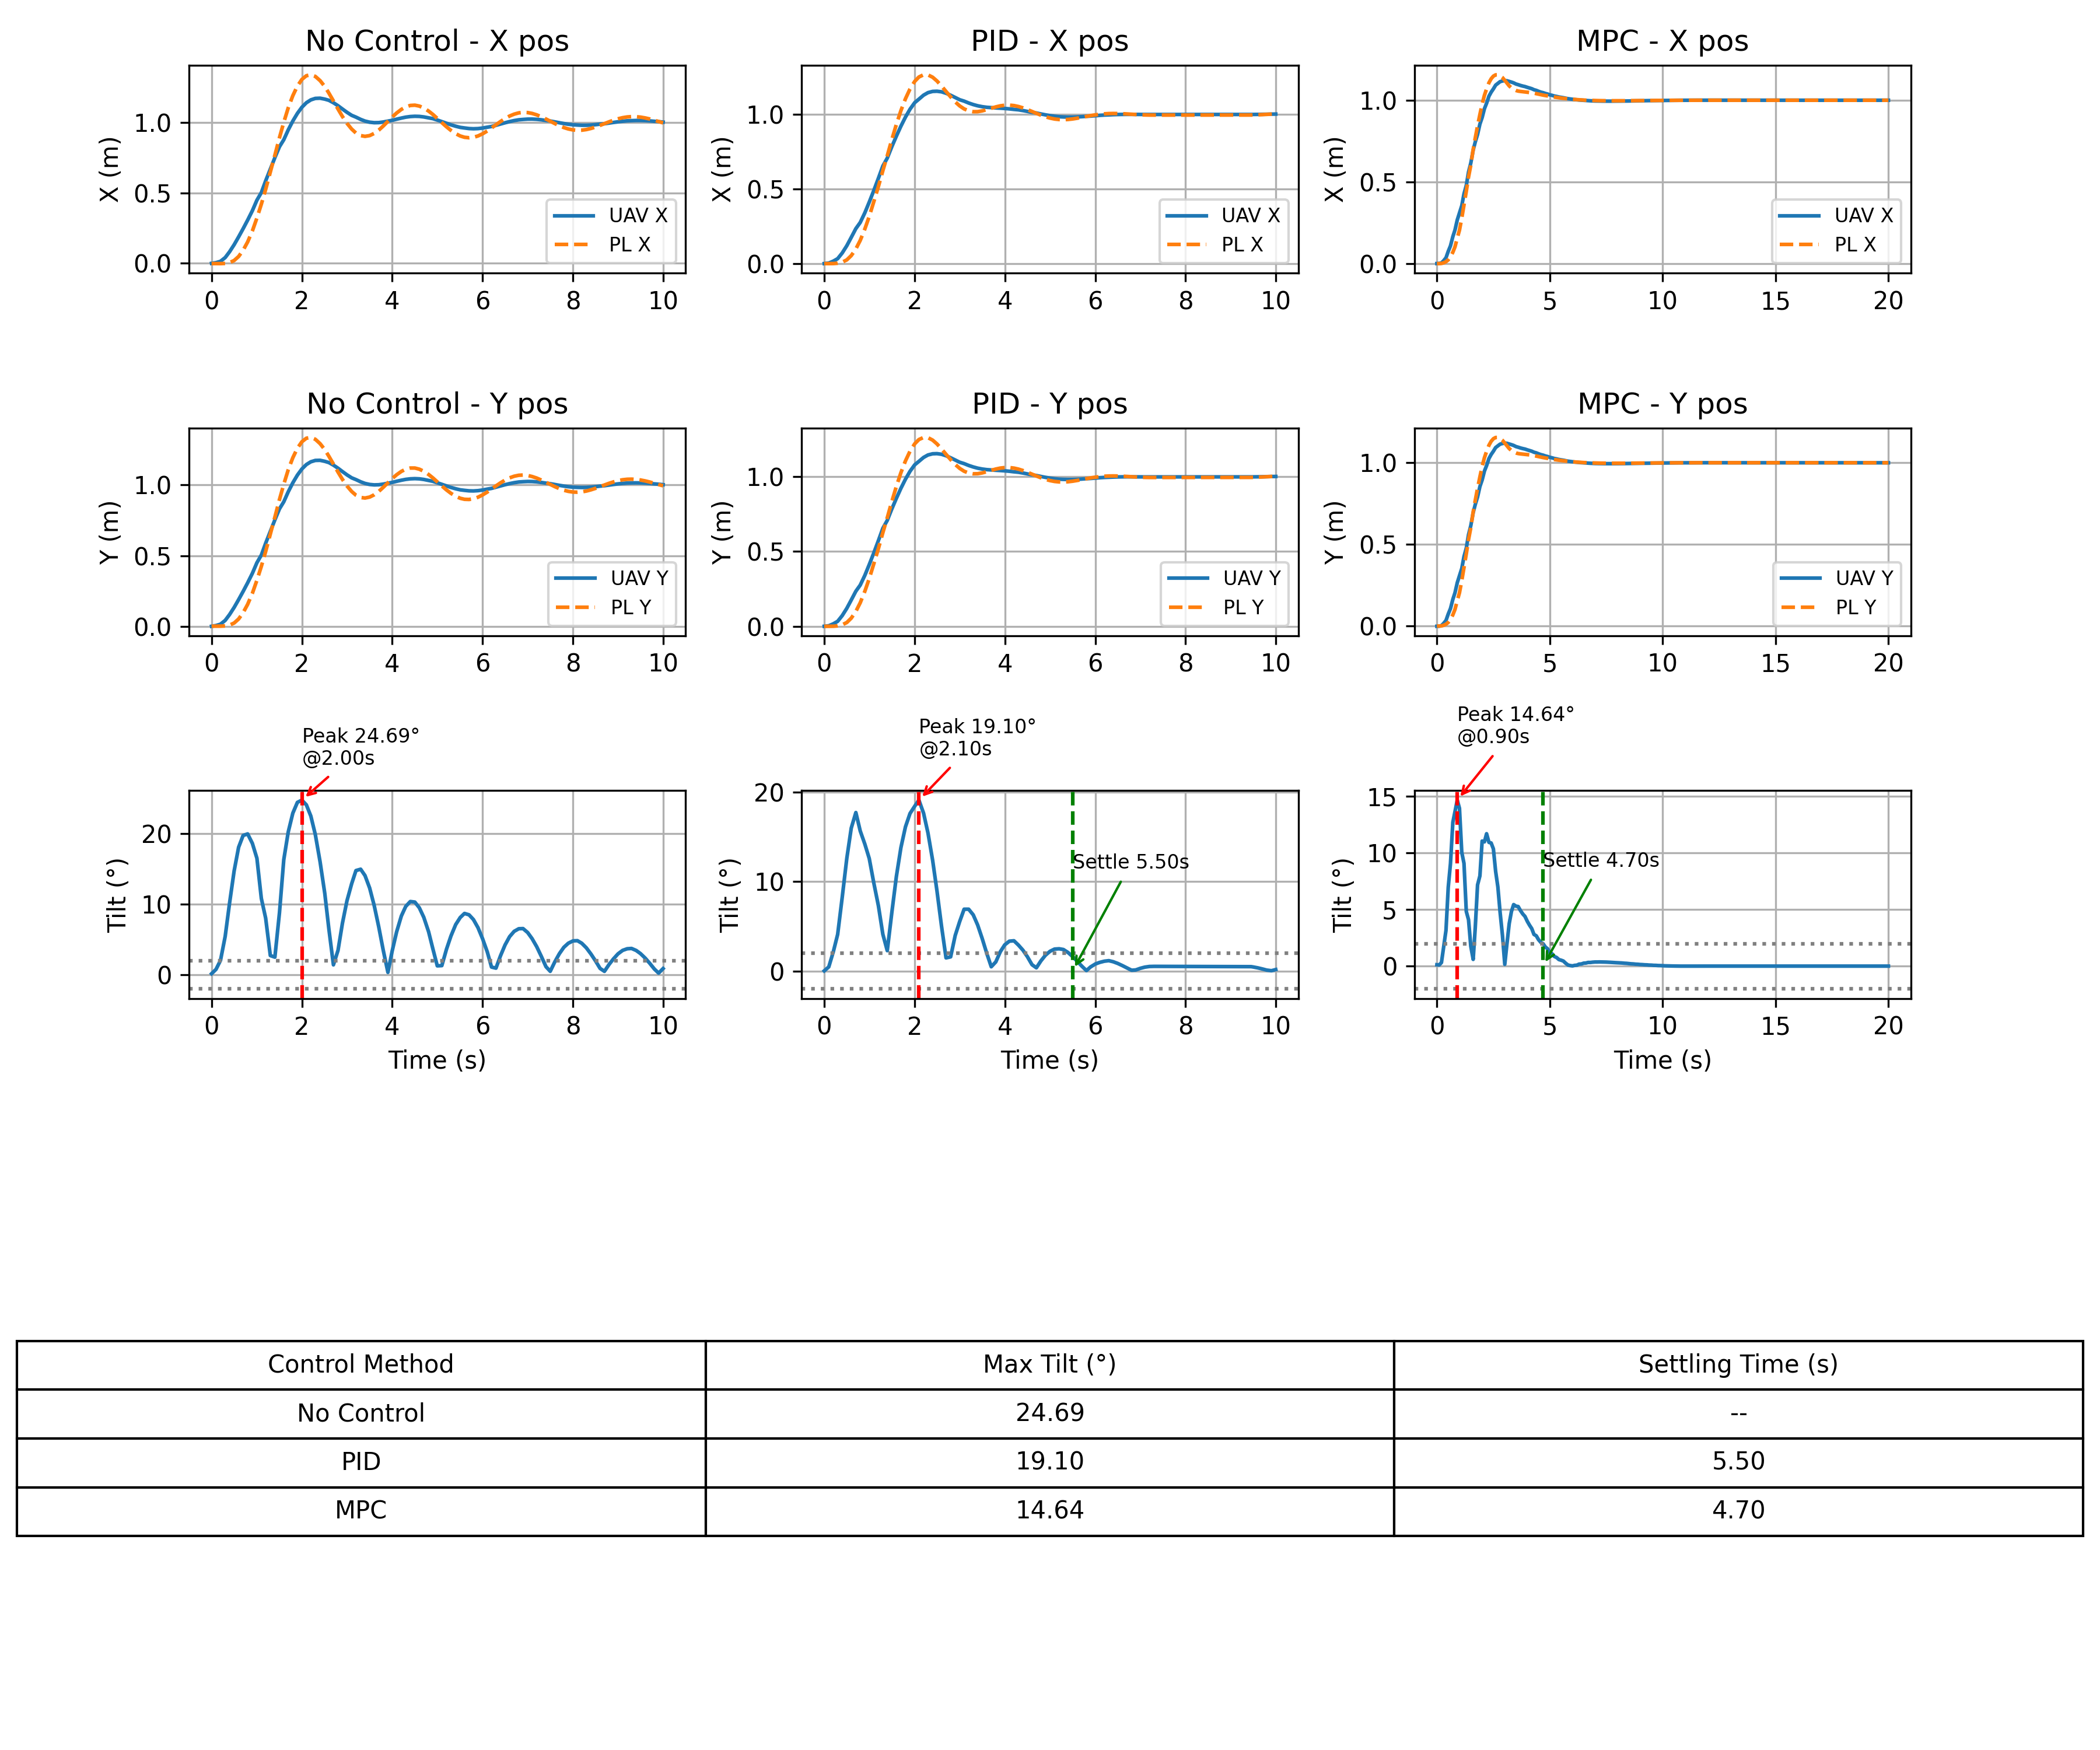 No Control - X pos
PID - X pos
MPC - X pos
X (m)
1.0
0.5
0.0
0 2 4 6 8 10
UAV X
PL X
X (m)
1.0
0.5
0.0
0 2 4 6 8 10
UAV X
PL X
X (m)
1.0
0.5
0.0
0 5 10 15 20
UAV X
PL X
No Control - Y pos
PID - Y pos
MPC - Y pos
Y (m)
1.0
0.5
0.0
0 2 4 6 8 10
UAV Y
PL Y
Y (m)
1.0
0.5
0.0
0 2 4 6 8 10
UAV Y
PL Y
Y (m)
1.0
0.5
0.0
0 5 10 15 20
UAV Y
PL Y
Peak 24.69°
@2.00s
Tilt (°)
20
10
0
0 2 4 6 8 10
Time (s)
Peak 19.10°
@2.10s
Settle 5.50s
Tilt (°)
20
10
0
0 2 4 6 8 10
Time (s)
Peak 14.64°
@0.90s
Settle 4.70s
Tilt (°)
15
10
5
0
0 5 10 15 20
Time (s)
Control Method Max Tilt (°) Settling Time (s)
No Control 24.69 --
PID 19.10 5.50
MPC 14.64 4.70